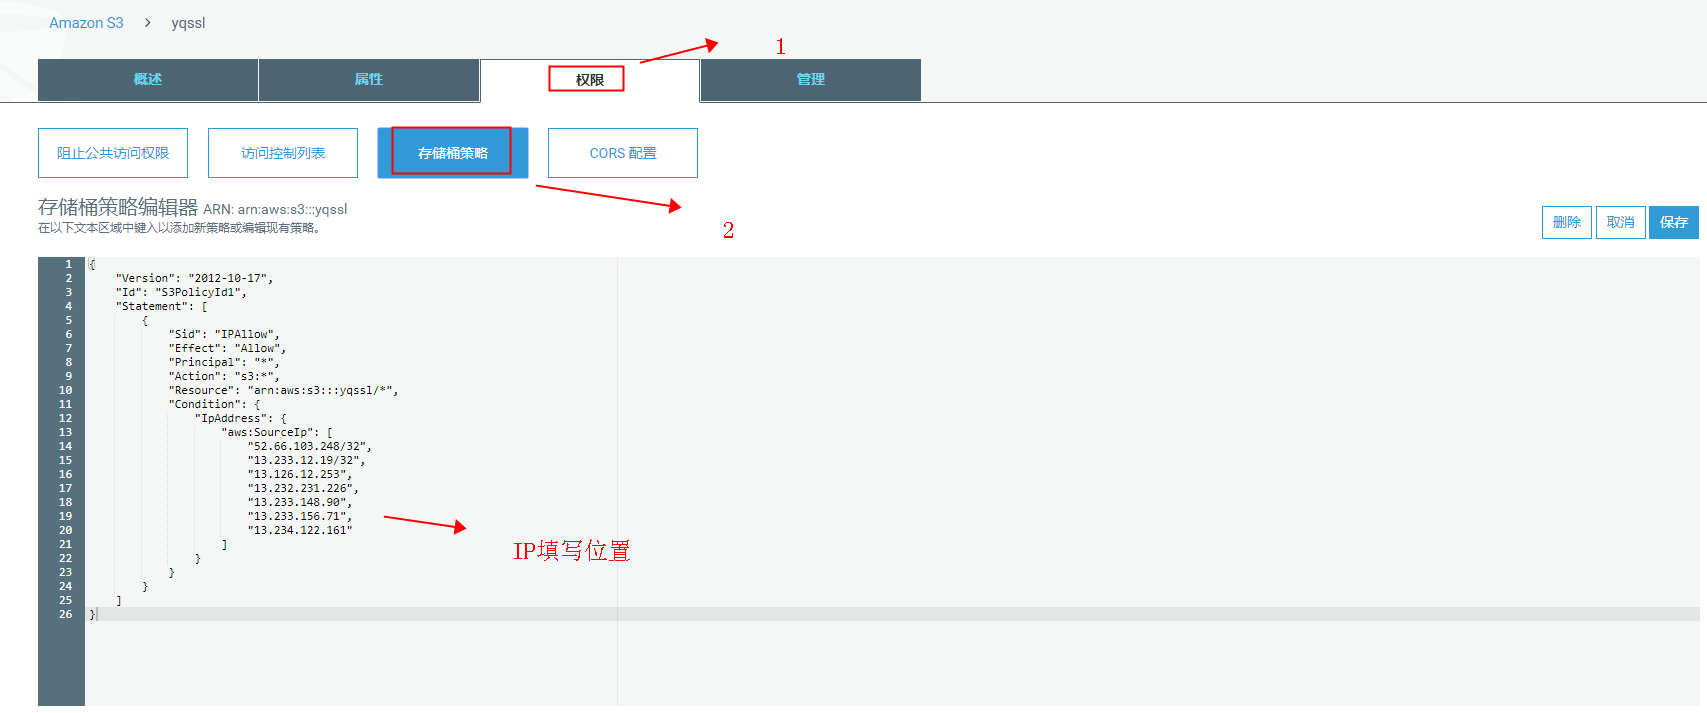 Amazon S3 > yqssl
1
概述 属性 权限 管理
阻止公共访问权限 访问控制列表 存储桶策略 CORS 配置
2
存储桶策略编辑器 ARN: arn:aws:s3:::yqssl
在以下文本区域中键入以添加新策略或编辑现有策略。
删除 取消 保存
1 {
2 "Version": "2012-10-17",
3 "Id": "S3PolicyId1",
4 "Statement": [
5 {
6 "Sid": "IPAllow",
7 "Effect": "Allow",
8 "Principal": "*",
9 "Action": "s3:*",
10 "Resource": "arn:aws:s3:::yqssl/*",
11 "Condition": {
12 "IpAddress": {
13 "aws:SourceIp": [
14 "52.66.103.248/32",
15 "13.233.12.19/32",
16 "13.126.12.253",
17 "13.232.231.226",
18 "13.233.148.90",
19 "13.233.156.71",
20 "13.234.122.161"
21 ]
IP填写位置
22 }
23 }
24 }
25 ]
26 }